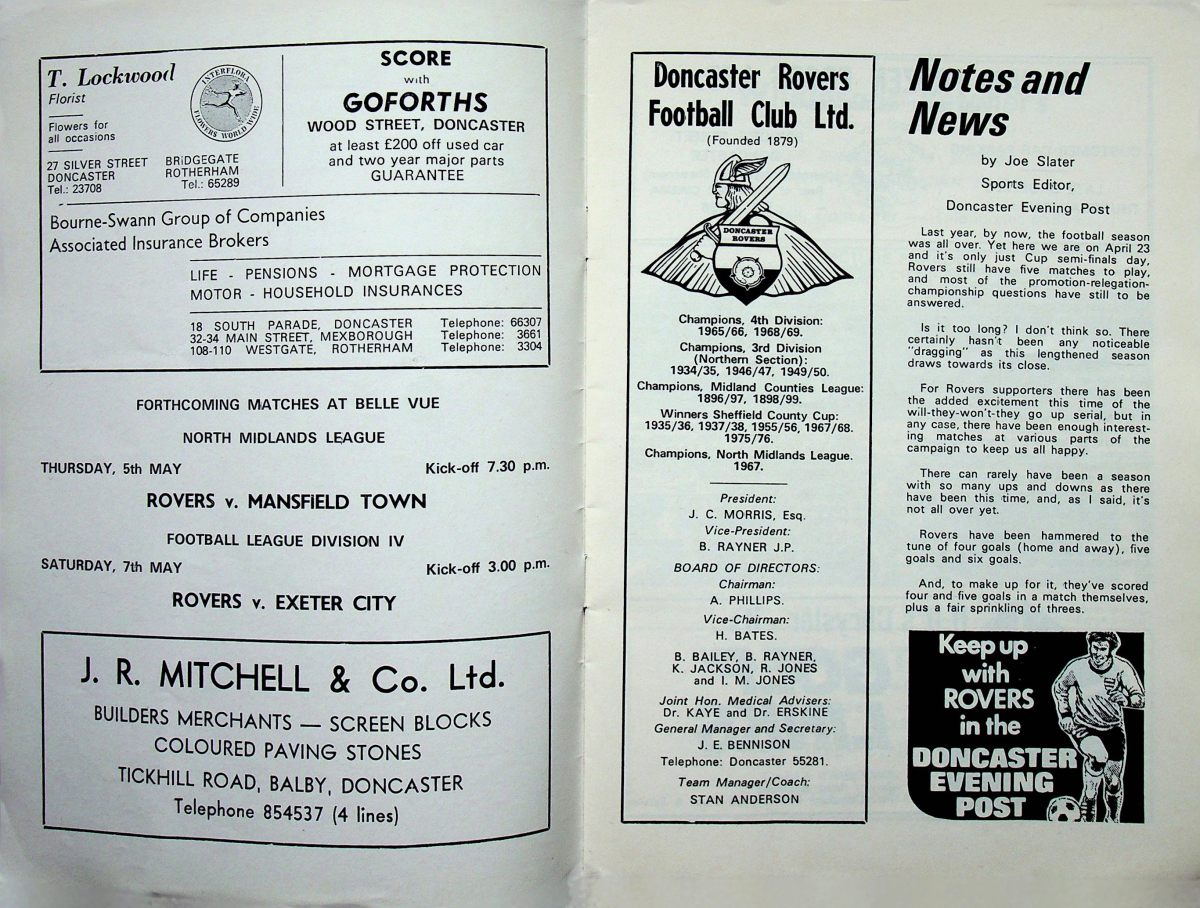 T. Lockwood
Florist
Flowers for
all occasions
27 SILVER STREET
DONCASTER
Tel.: 23708
INTERFLORA
FLOWERS WORLD WIDE
BRiDGEGATE
ROTHERHAM
Tel.: 65289
SCORE
with
GOFORTHS
WOOD STREET, DONCASTER
at least £200 off used car
and two year major parts
GUARANTEE
Bourne-Swann Group of Companies
Associated Insurance Brokers
LIFE - PENSIONS - MORTGAGE PROTECTION
MOTOR - HOUSEHOLD INSURANCES
18 SOUTH PARADE, DONCASTER Telephone: 66307
32-34 MAIN STREET, MEXBOROUGH Telephone: 3661
108-110 WESTGATE, ROTHERHAM Telephone: 3304
FORTHCOMING MATCHES AT BELLE VUE
NORTH MIDLANDS LEAGUE
THURSDAY, 5th MAY Kick-off 7.30 p.m.
ROVERS v. MANSFiELD TOWN
FOOTBALL LEAGUE DIVISION IV
SATURDAY, 7th MAY Kick-off 3.00 p.m.
ROVERS v. EXETER CITY
J. R. MITCHELL & Co. Ltd.
BUILDERS MERCHANTS — SCREEN BLOCKS
COLOURED PAVING STONES
TICKHILL ROAD, BALBY, DONCASTER
Telephone 854537 (4 lines)
Doncaster Rovers
Football Club Ltd.
(Founded 1879)
DONCASTER
ROVERS
Champions, 4th Division:
1965/66, 1968/69.
Champions, 3rd Division
(Northern Section):
1934/35, 1946/47, 1949/50.
Champions, Midland Counties League:
1896/97, 1898/99.
Winners Sheffield County Cup:
1935/36, 1937/38, 1955/56, 1967/68.
1975/76.
Champions, North Midlands League.
1967.
President:
J. C. MORRIS, Esq.
Vice-President:
B. RAYNER J.P.
BOARD OF DIRECTORS:
Chairman:
A. PHILLIPS.
Vice-Chairman:
H. BATES.
B. BAILEY, B. RAYNER,
K. JACKSON, R. JONES
and I. M. JONES
Joint Hon. Medical Advisers:
Dr. KAYE and Dr. ERSKINE
General Manager and Secretary:
J. E. BENNISON
Telephone: Doncaster 55281.
Team Manager/Coach:
STAN ANDERSON
Notes and
News
by Joe Slater
Sports Editor,
Doncaster Evening Post
Last year, by now, the football season
was all over. Yet here we are on April 23
and it's only just Cup semi-finals day,
Rovers still have five matches to play,
and most of the promotion-relegation-
championship questions have still to be
answered.
Is it too long? I don't think so. There
certainly hasn't been any noticeable
"dragging" as this lengthened season
draws towards its close.
For Rovers supporters there has been
the added excitement this time of the
will-they-won't-they go up serial, but in
any case, there have been enough interest-
ing matches at various parts of the
campaign to keep us all happy.
There can rarely have been a season
with so many ups and downs as there
have been this time, and, as I said, it's
not all over yet.
Rovers have been hammered to the
tune of four goals (home and away), five
goals and six goals.
And, to make up for it, they've scored
four and five goals in a match themselves,
plus a fair sprinkling of threes.
Keep up
with
ROVERS
in the
DONCASTER
EVENING
POST